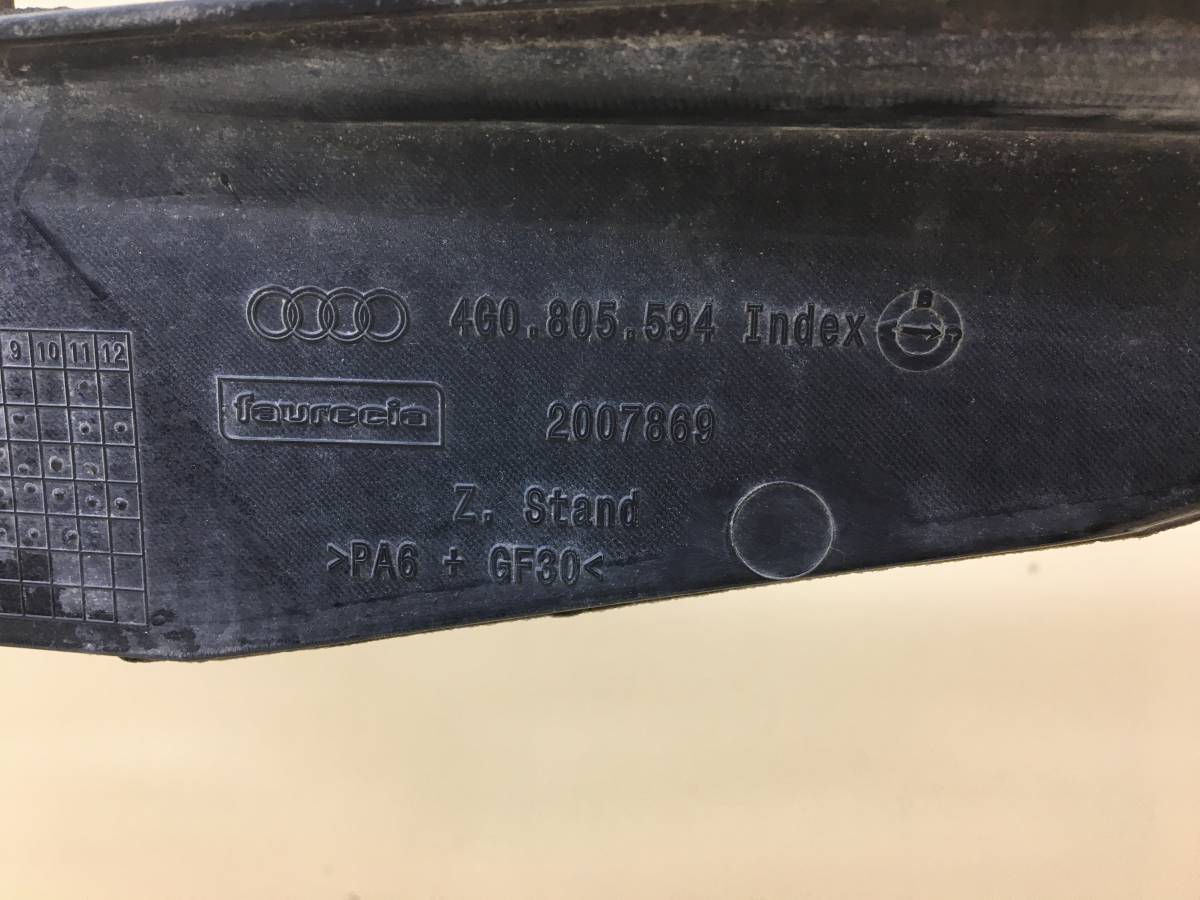 4G0.805.594 Index
B
9 10 11 12
faurecia
2007869
Z. Stand
>PA6 + GF30<